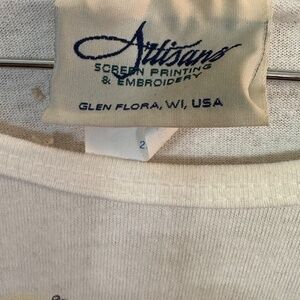 Artisans
SCREEN PRINTING
& EMBROIDERY
GLEN FLORA, WI, USA
2